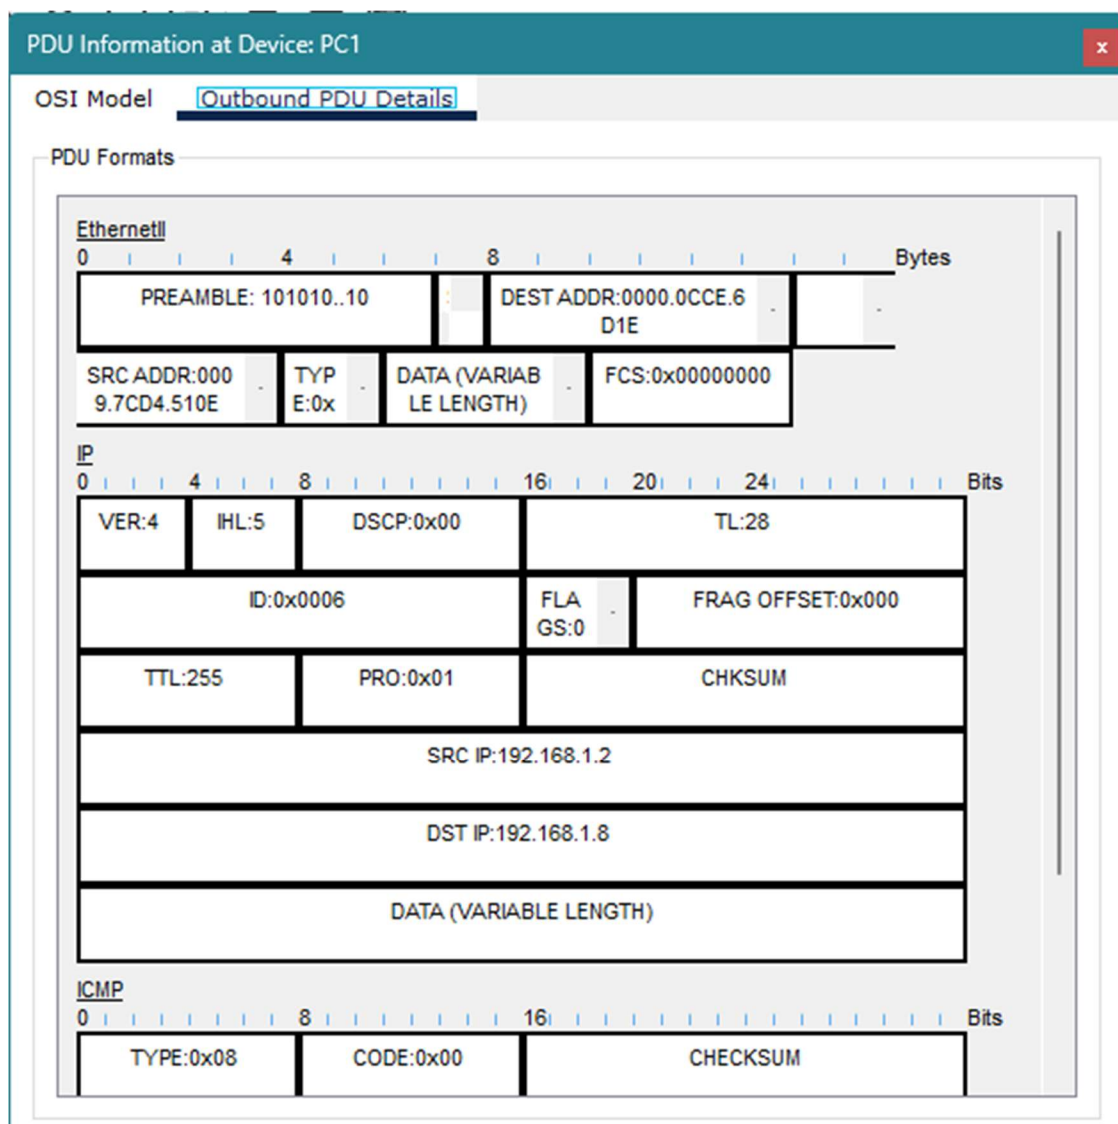 PDU Information at Device: PC1
x
OSI Model Outbound PDU Details
PDU Formats
EthernetII
0 4 8 Bytes
PREAMBLE: 101010..10 DEST ADDR:0000.0CCE.6
D1E
SRC ADDR:000 TYP DATA (VARIAB FCS:0x00000000
9.7CD4.510E E:0x LE LENGTH)
IP
0 4 8 16 20 24 Bits
VER:4 IHL:5 DSCP:0x00 TL:28
ID:0x0006 FLA FRAG OFFSET:0x000
GS:0
TTL:255 PRO:0x01 CHKSUM
SRC IP:192.168.1.2
DST IP:192.168.1.8
DATA (VARIABLE LENGTH)
ICMP
0 8 16 Bits
TYPE:0x08 CODE:0x00 CHECKSUM